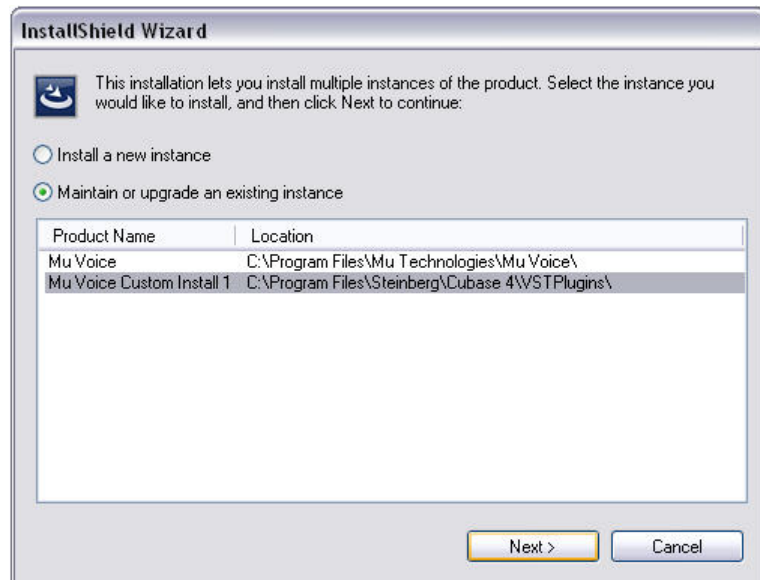 InstallShield Wizard
This installation lets you install multiple instances of the product. Select the instance you
would like to install, and then click Next to continue:
Install a new instance
Maintain or upgrade an existing instance
Product Name Location
Mu Voice C:\Program Files\Mu Technologies\Mu Voice\
Mu Voice Custom Install 1 C:\Program Files\Steinberg\Cubase 4\VSTPlugins\
Next > Cancel